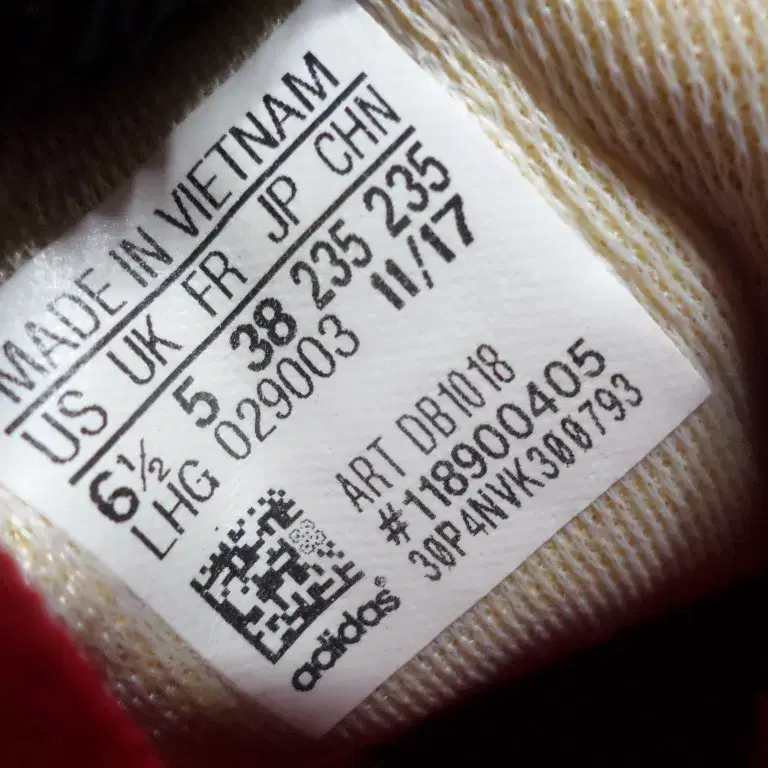 MADE IN VIETNAM
US UK FR JP CHN
6½ 5 38 235 235
LHG 029003 11/17
ART DB1018
#118900405
30P4NVK300793
adidas®